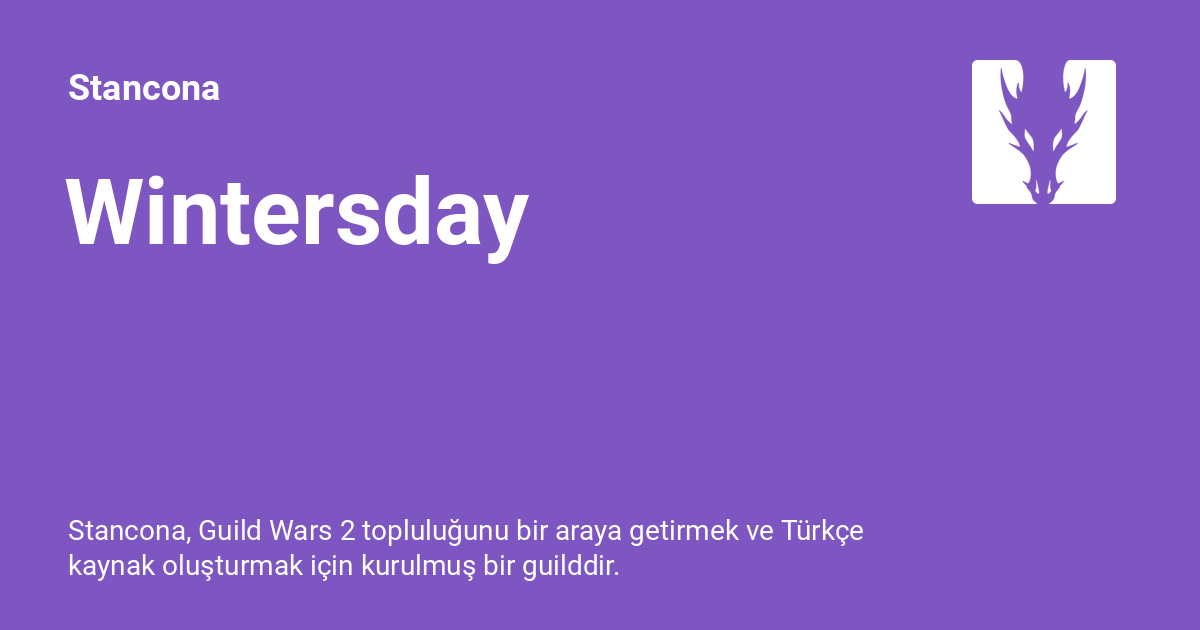 Stancona
Wintersday
Stancona, Guild Wars 2 topluluğunu bir araya getirmek ve Türkçe
kaynak oluşturmak için kurulmuş bir guilddir.